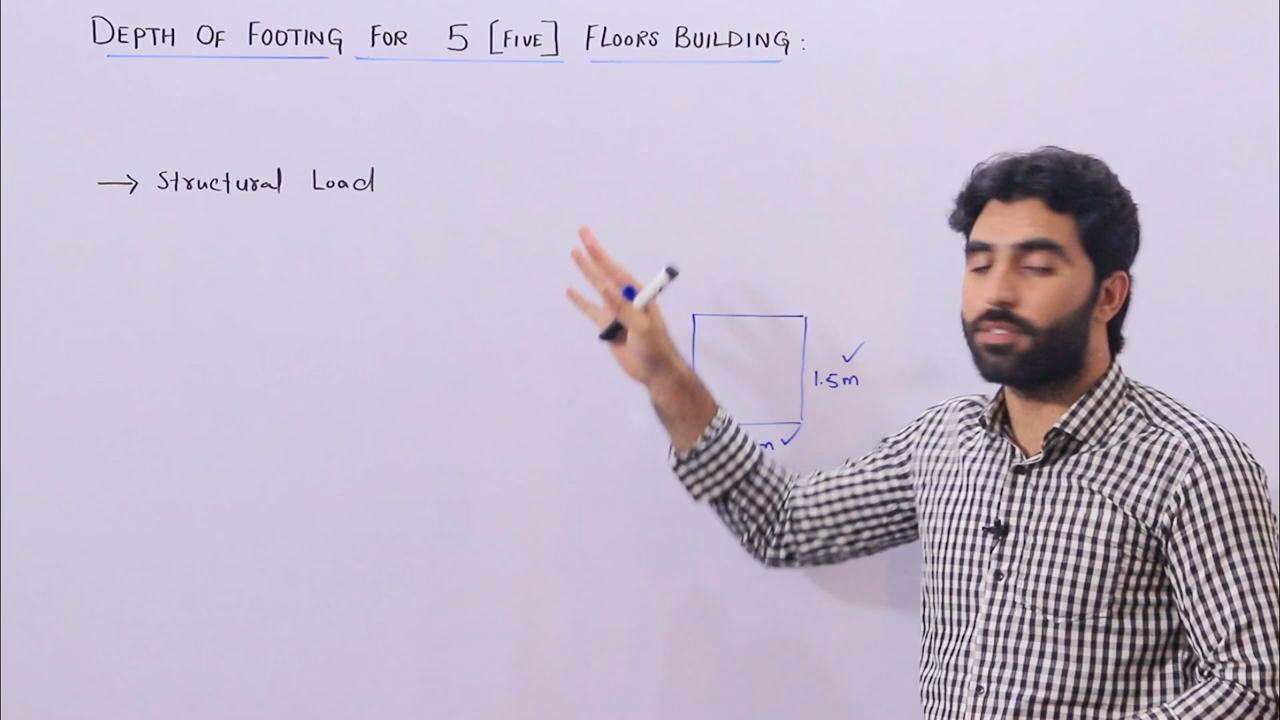 DEPTH OF FOOTING FOR 5 [FIVE] FLOORS BUILDING:
→ Structural Load
1.5m
m